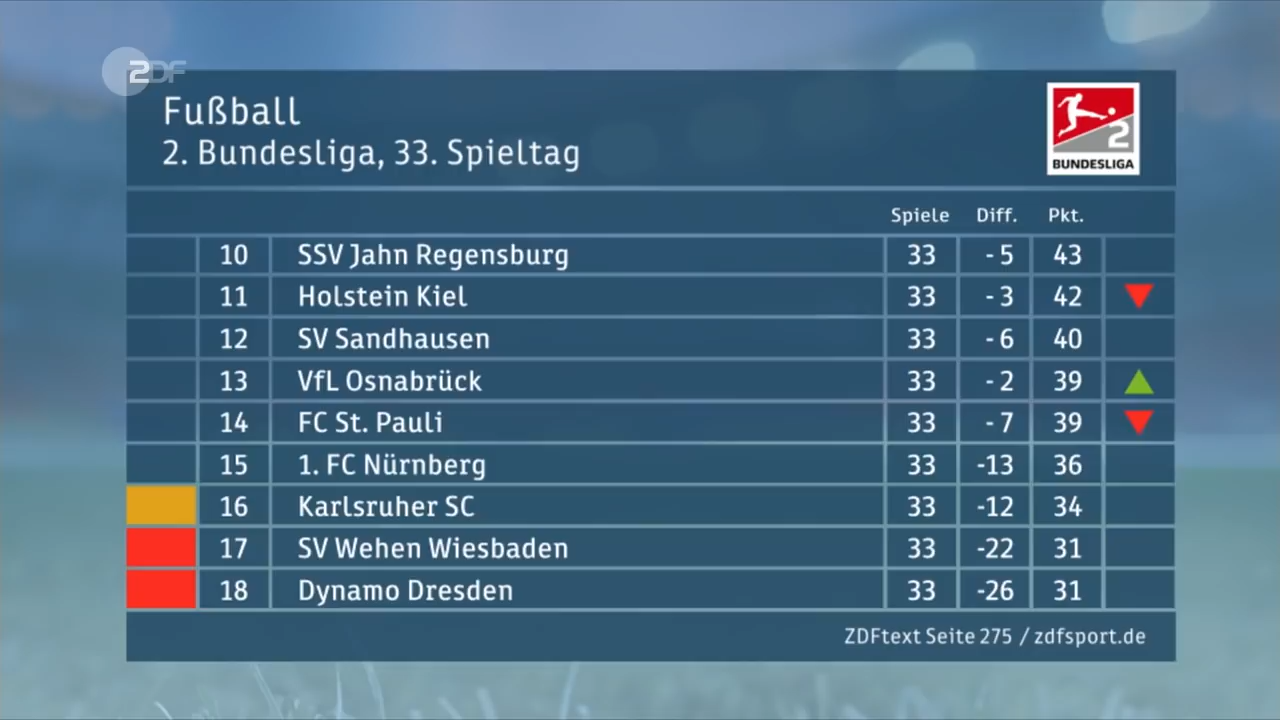 ZDF
Fußball
2. Bundesliga, 33. Spieltag
2
BUNDESLIGA
Spiele Diff. Pkt.
10 SSV Jahn Regensburg 33 - 5 43
11 Holstein Kiel 33 - 3 42
12 SV Sandhausen 33 - 6 40
13 VfL Osnabrück 33 - 2 39
14 FC St. Pauli 33 - 7 39
15 1. FC Nürnberg 33 -13 36
16 Karlsruher SC 33 -12 34
17 SV Wehen Wiesbaden 33 -22 31
18 Dynamo Dresden 33 -26 31
ZDFtext Seite 275 / zdfsport.de